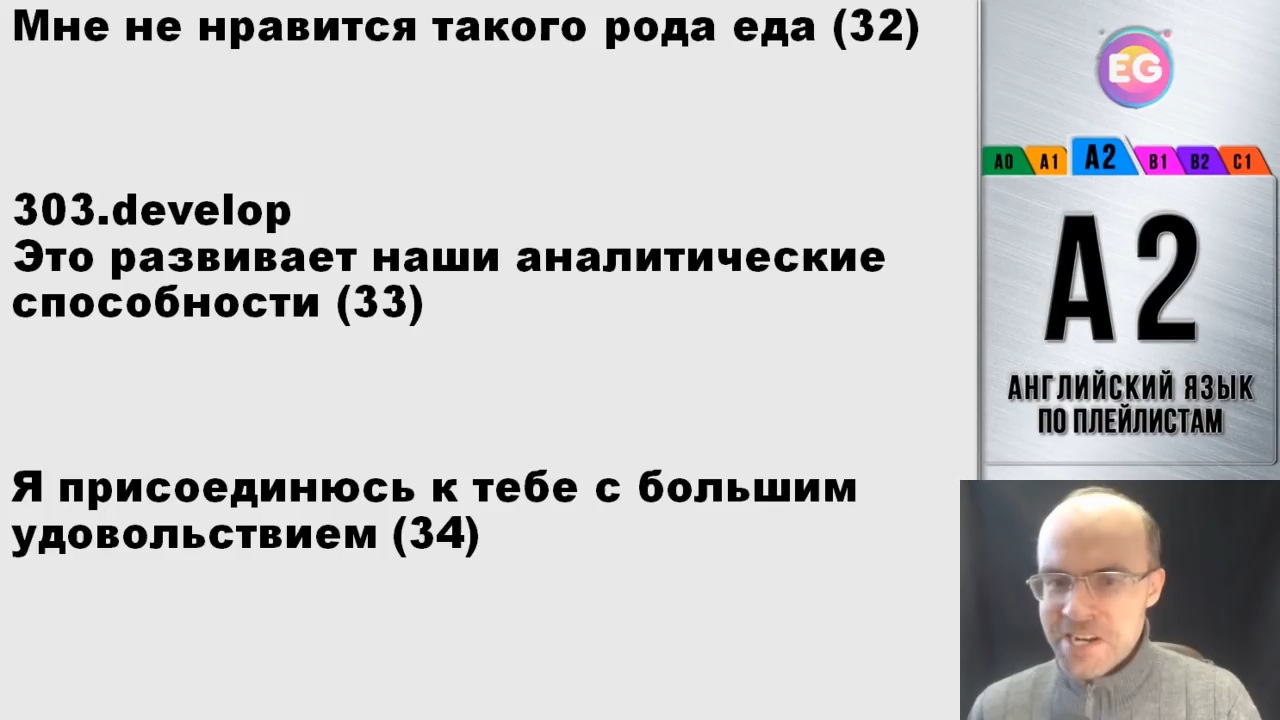 Мне не нравится такого рода еда (32)
303.develop
Это развивает наши аналитические
способности (33)
Я присоединюсь к тебе с большим
удовольствием (34)
EG
A0 A1 A2 B1 B2 C1
A2
АНГЛИЙСКИЙ ЯЗЫК
ПО ПЛЕЙЛИСТАМ